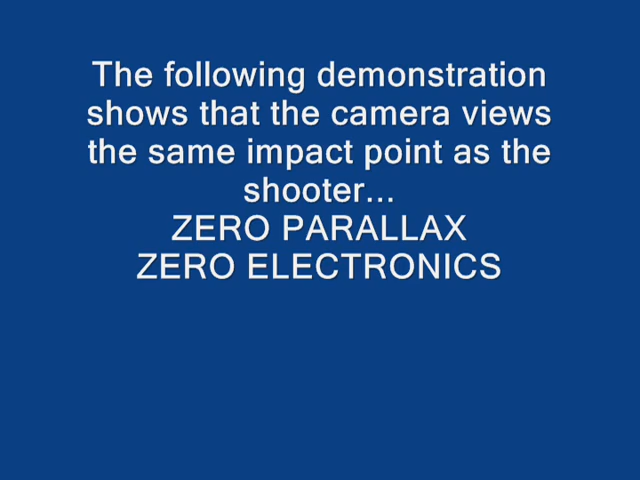 The following demonstration
shows that the camera views
the same impact point as the
shooter...
ZERO PARALLAX
ZERO ELECTRONICS